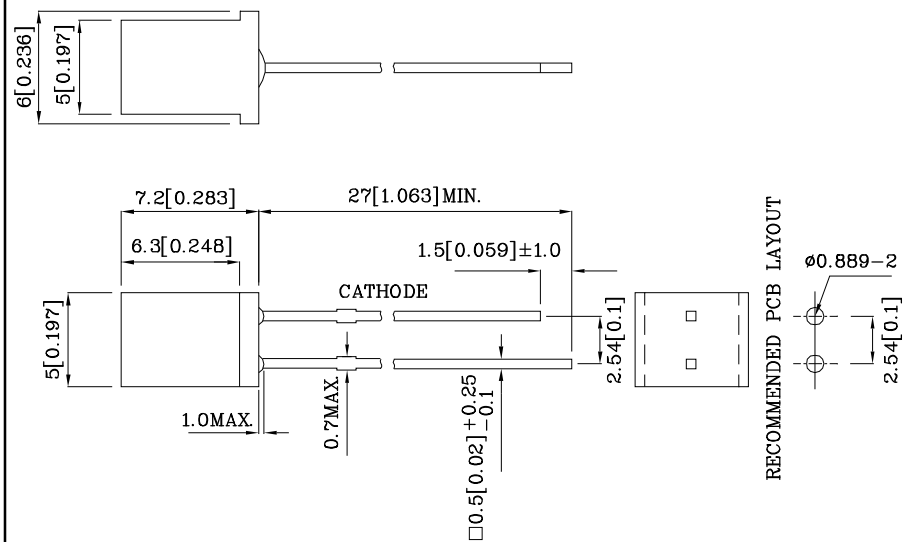 6[0.236]
5[0.197]
7.2[0.283]
27[1.063]MIN.
6.3[0.248]
1.5[0.059]±1.0
CATHODE
5[0.197]
1.0MAX.
0.7MAX.
□0.5[0.02]+0.25
-0.1
2.54[0.1]
RECOMMENDED PCB LAYOUT
ø0.889-2
2.54[0.1]